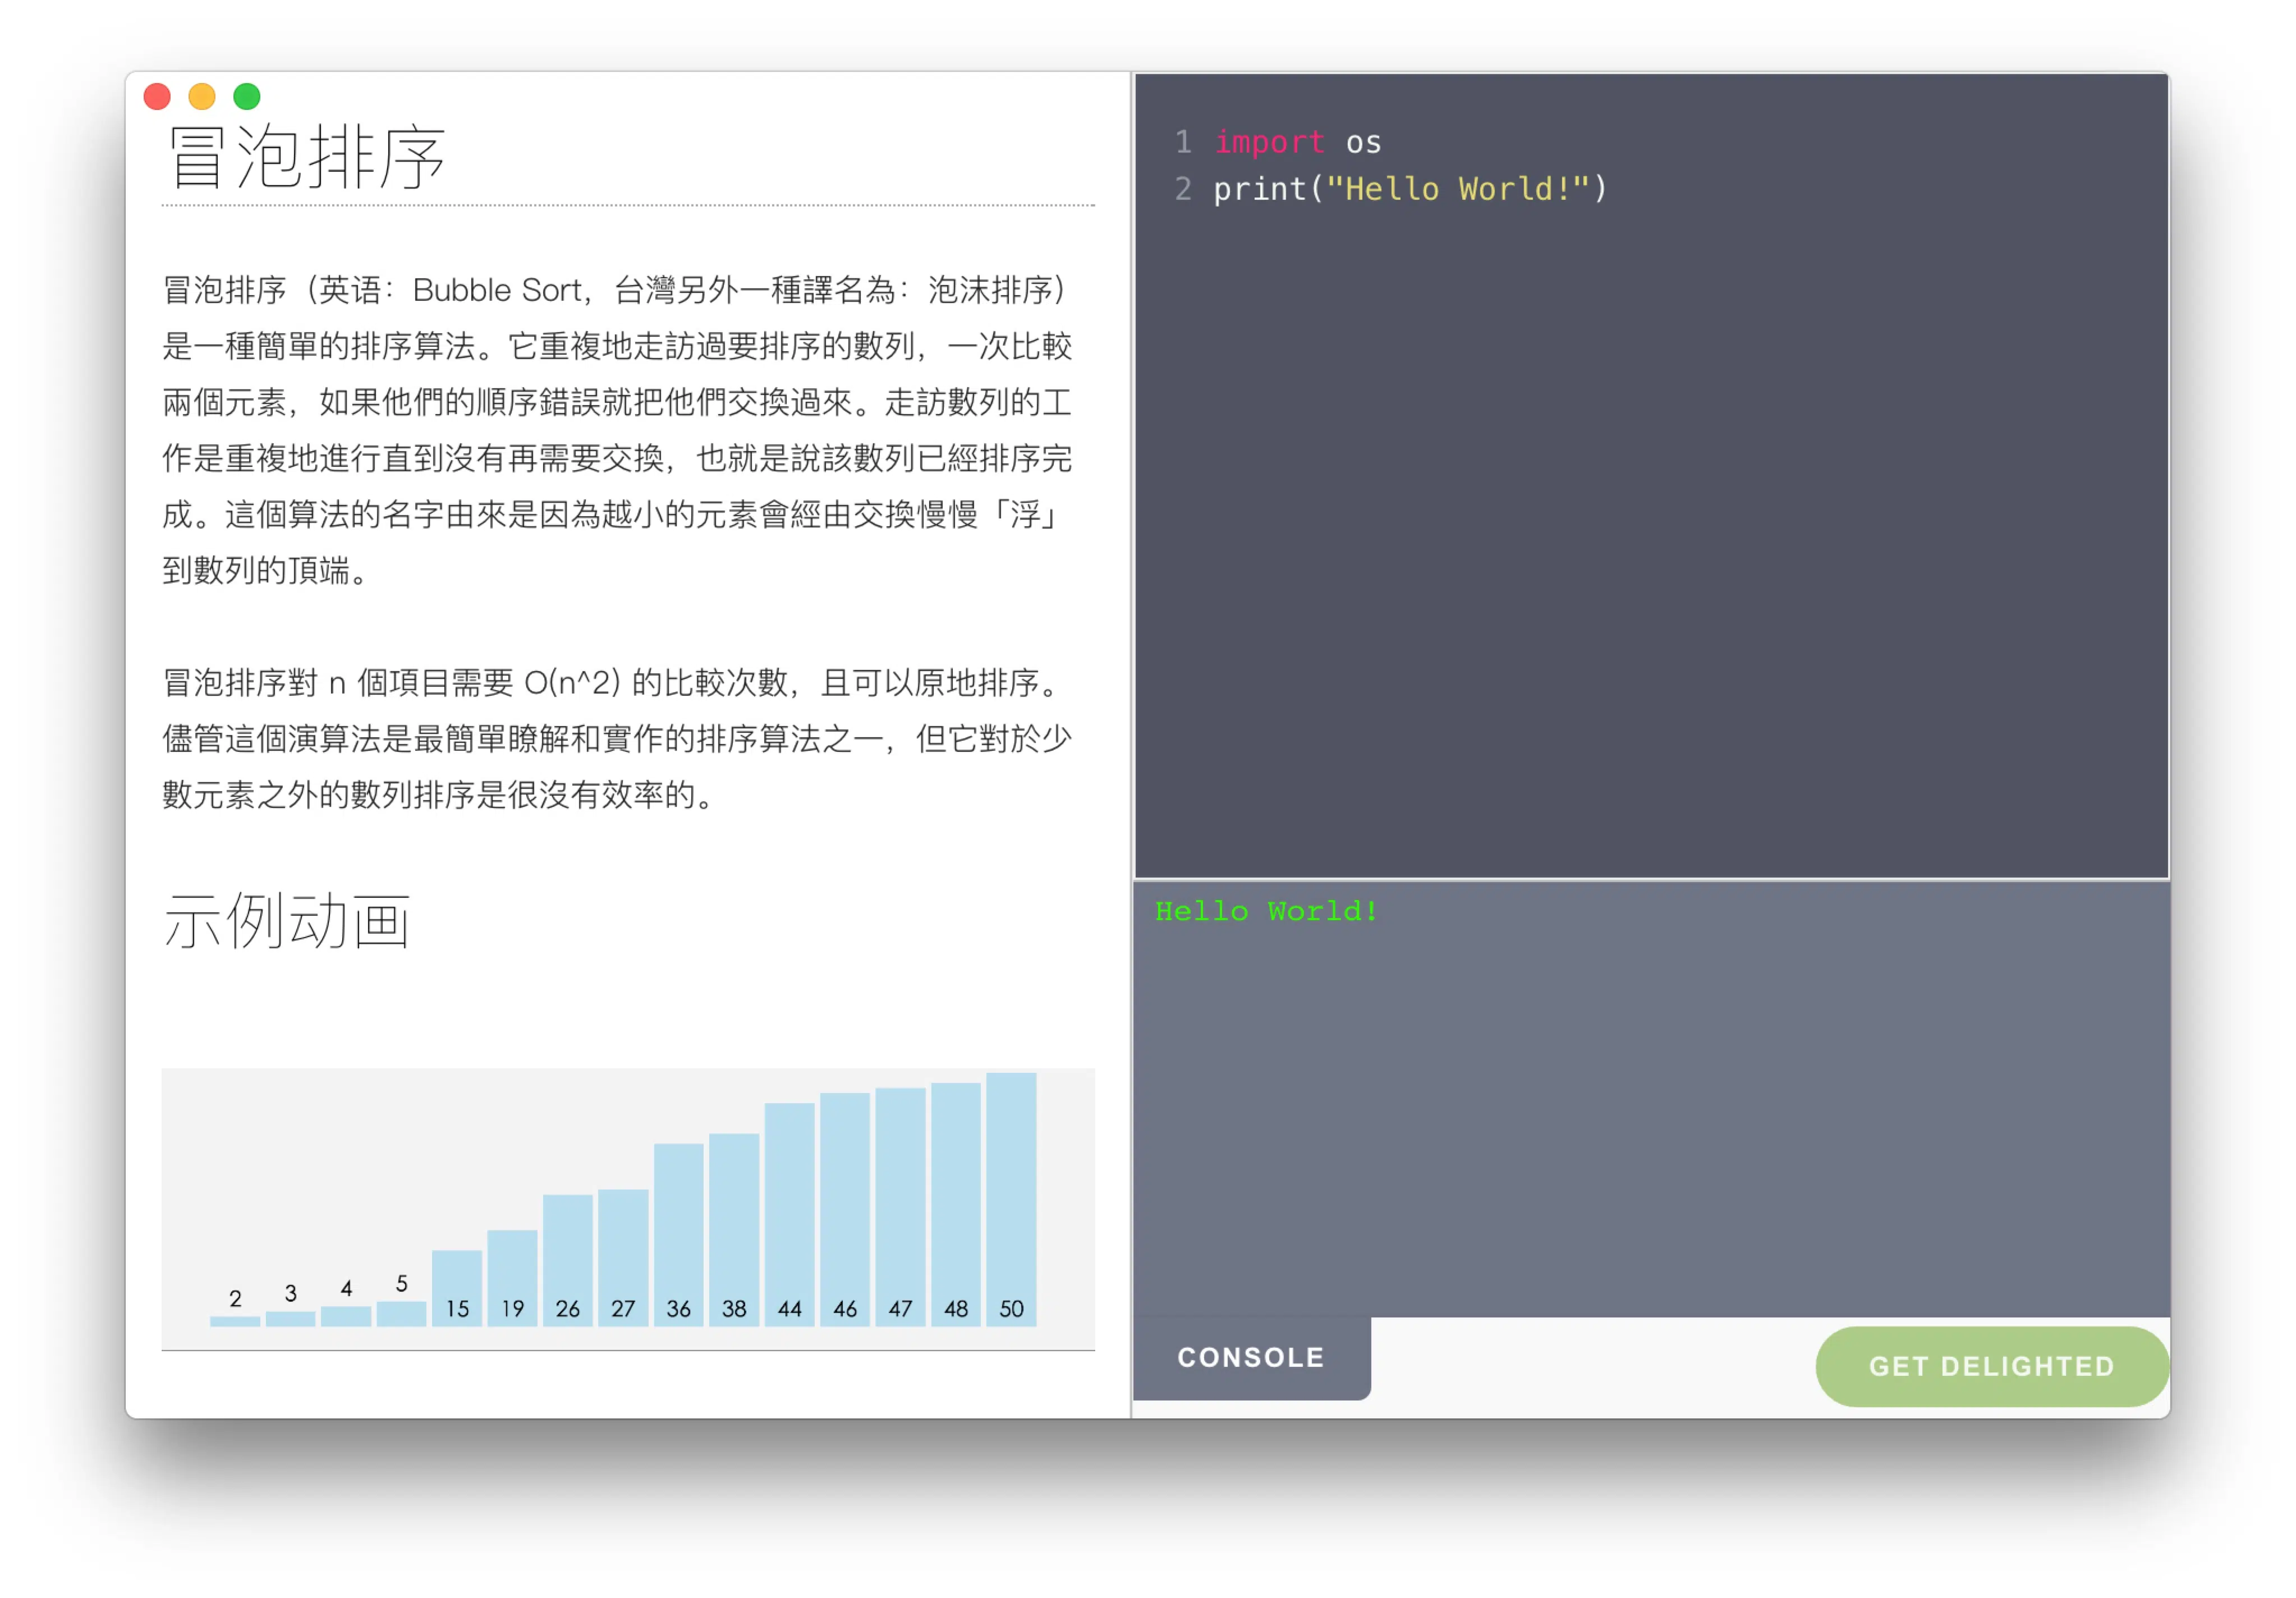 冒泡排序
冒泡排序（英语：Bubble Sort，台灣另外一種譯名為：泡沫排序）
是一種簡單的排序算法。它重複地走訪過要排序的數列，一次比較
兩個元素，如果他們的順序錯誤就把他們交換過來。走訪數列的工
作是重複地進行直到沒有再需要交換，也就是說該數列已經排序完
成。這個算法的名字由來是因為越小的元素會經由交換慢慢「浮」
到數列的頂端。
冒泡排序對 n 個項目需要 O(n^2) 的比較次數，且可以原地排序。
儘管這個演算法是最簡單瞭解和實作的排序算法之一，但它對於少
數元素之外的數列排序是很沒有效率的。
示例动画
2 3 4 5 15 19 26 27 36 38 44 46 47 48 50
1 import os
2 print("Hello World!")
Hello World!
CONSOLE
GET DELIGHTED